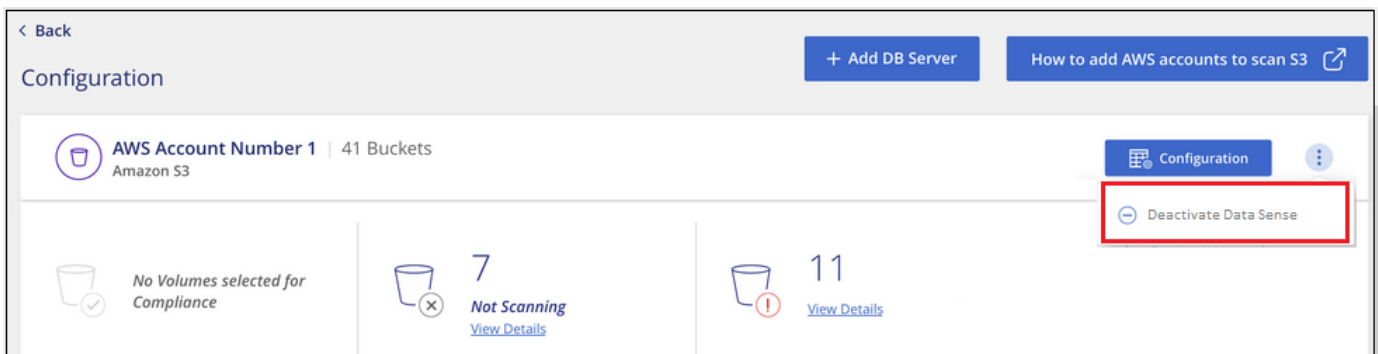 < Back
+ Add DB Server
How to add AWS accounts to scan S3
Configuration
AWS Account Number 1 | 41 Buckets
Amazon S3
Configuration
Deactivate Data Sense
No Volumes selected for
Compliance
7
Not Scanning
View Details
11
View Details